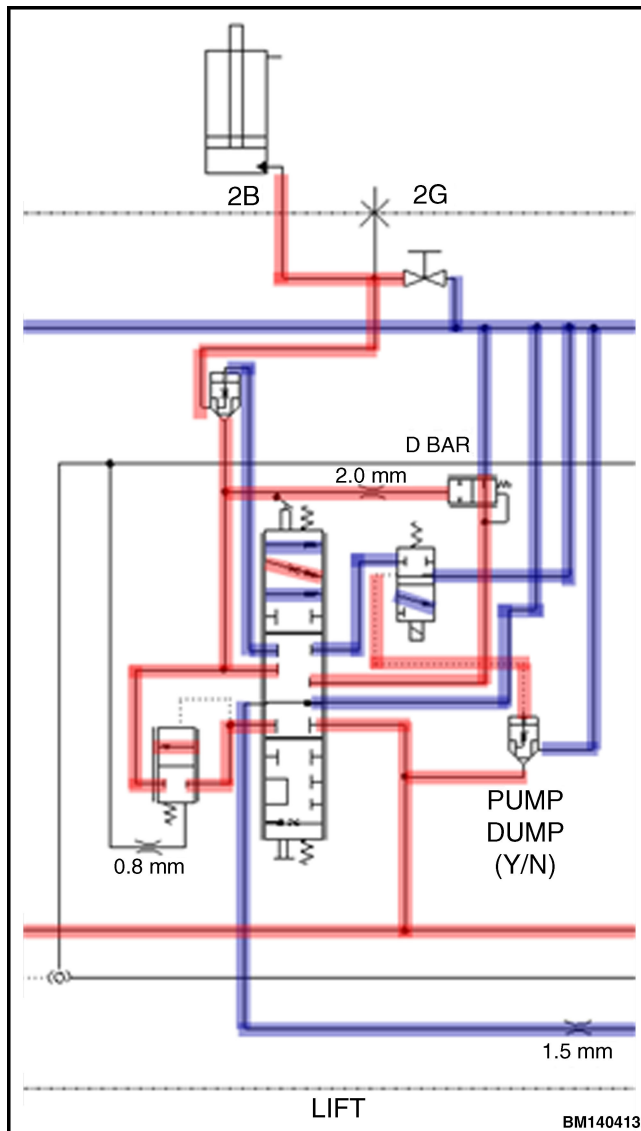 2B
2G
D BAR
2.0 mm
PUMP
DUMP
(Y/N)
0.8 mm
1.5 mm
LIFT
BM140413